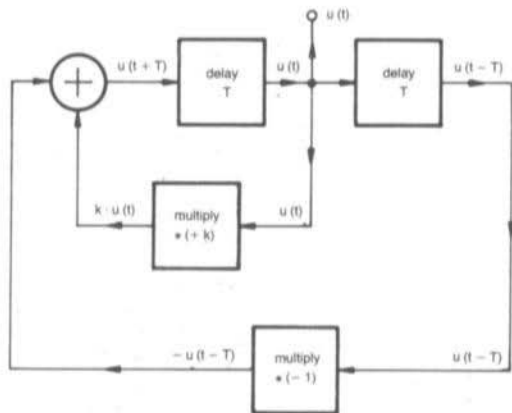 u (t)
u (t + T)
delay
T
u (t)
delay
T
u (t − T)
k · u (t)
multiply
* (+ k)
u (t)
− u (t − T)
multiply
* (− 1)
u (t − T)